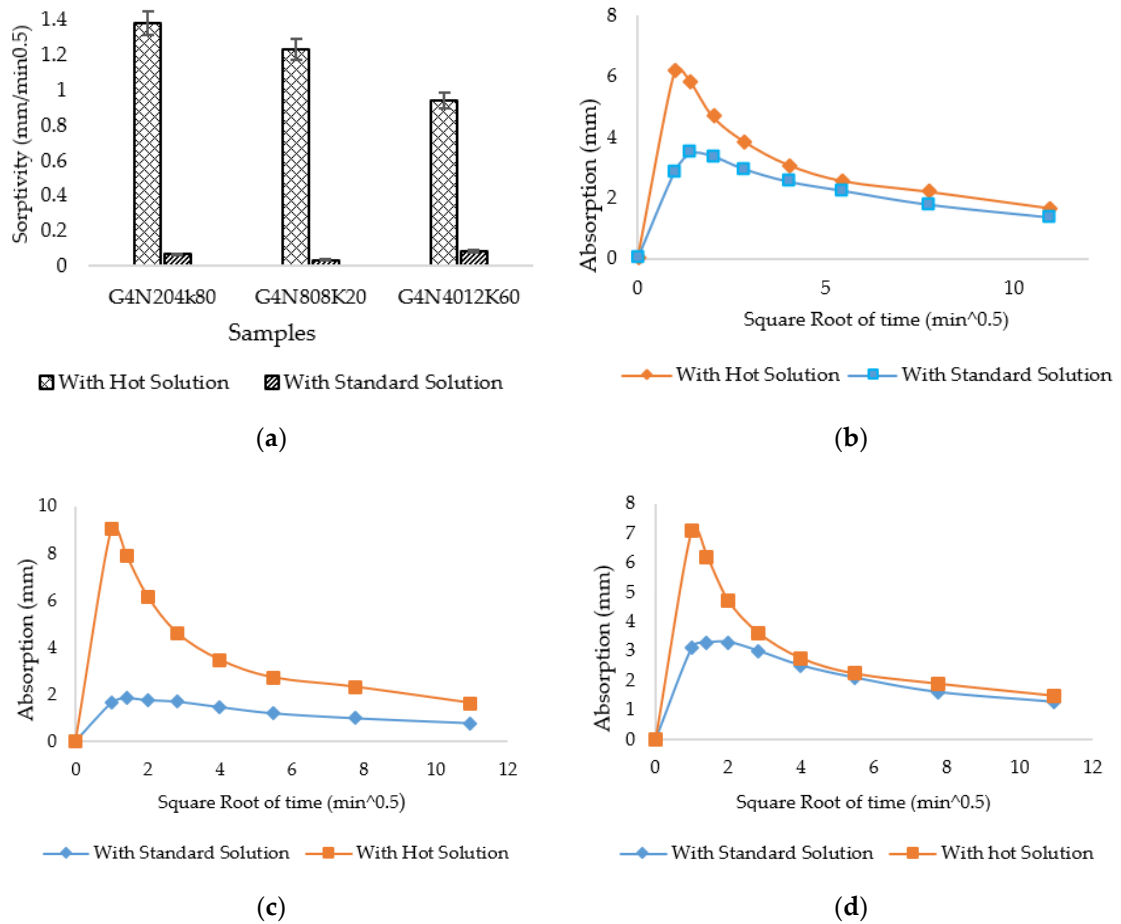 1.4
1.2
1
0.8
0.6
0.4
0.2
0
Sorptivity (mm/min0.5)
G4N204k80 G4N808K20 G4N4012K60
Samples
With Hot Solution With Standard Solution
(a)
8
6
4
2
0
Absorption (mm)
0 5 10
Square Root of time (min^0.5)
With Hot Solution With Standard Solution
(b)
10
8
6
4
2
0
Absorption (mm)
0 2 4 6 8 10 12
Square Root of time (min^0.5)
With Standard Solution With Hot Solution
(c)
8
7
6
5
4
3
2
1
0
Absorption (mm)
0 2 4 6 8 10 12
Square Root of time (min^0.5)
With Standard Solution With hot Solution
(d)